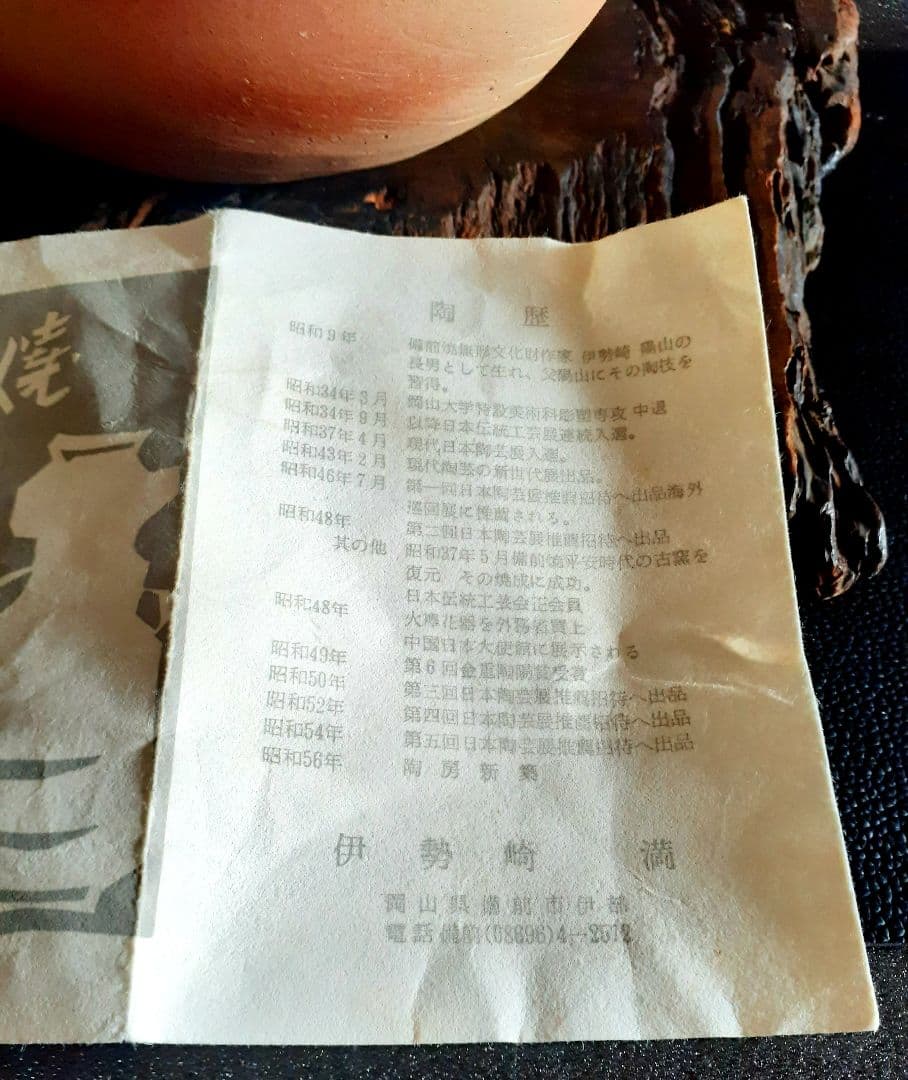 焼
陶歴
昭和9年 備前焼無形文化財作家 伊勢崎 陽山の
長男として生れ、父陽山にその陶技を
習得。
昭和34年3月 岡山大学特設美術科彫塑専攻 中退
昭和34年9月 以降日本伝統工芸展連続入選。
昭和37年4月 現代日本陶芸展入選。
昭和43年2月 現代陶芸の新世代展出品。
昭和46年7月 第一回日本陶芸展推薦招待へ出品海外
巡回展に推薦される。
昭和48年 第二回日本陶芸展推薦招待へ出品
其の他 昭和37年5月備前焼平安時代の古窯を
復元 その焼成に成功。
日本伝統工芸会正会員
昭和48年 火襷花器を外務省買上
中国日本大使館に展示される
昭和49年 第6回金重陶陽賞受賞
昭和50年 第三回日本陶芸展推薦招待へ出品
昭和52年 第四回日本陶芸展推薦招待へ出品
昭和54年 第五回日本陶芸展推薦招待へ出品
昭和56年 陶房新築
伊勢崎 満
岡山県備前市伊部
電話備前(08696)4-2612